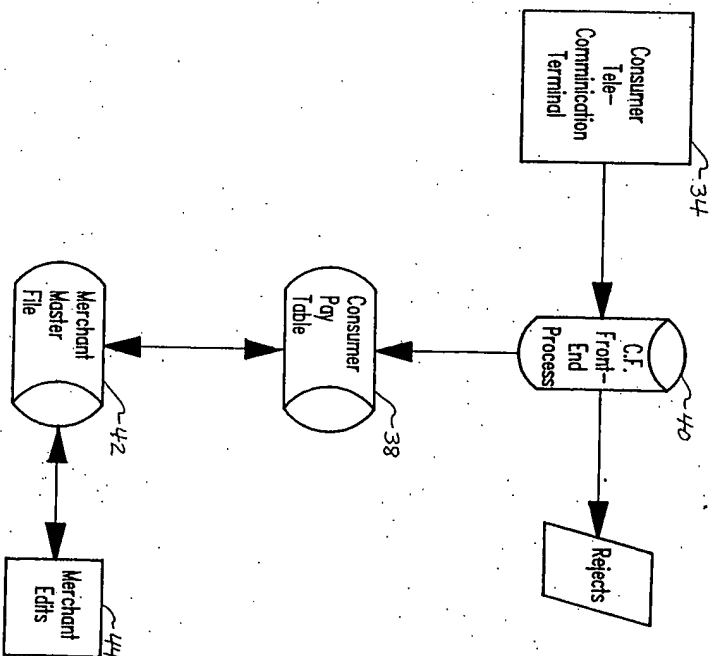 Consumer
Tele-
Comminication
Terminal
34
C.F.
Front-
End
Process
40
Rejects
Consumer
Pay
Table
38
Merchant
Master
File
42
Merchant
Edits
44